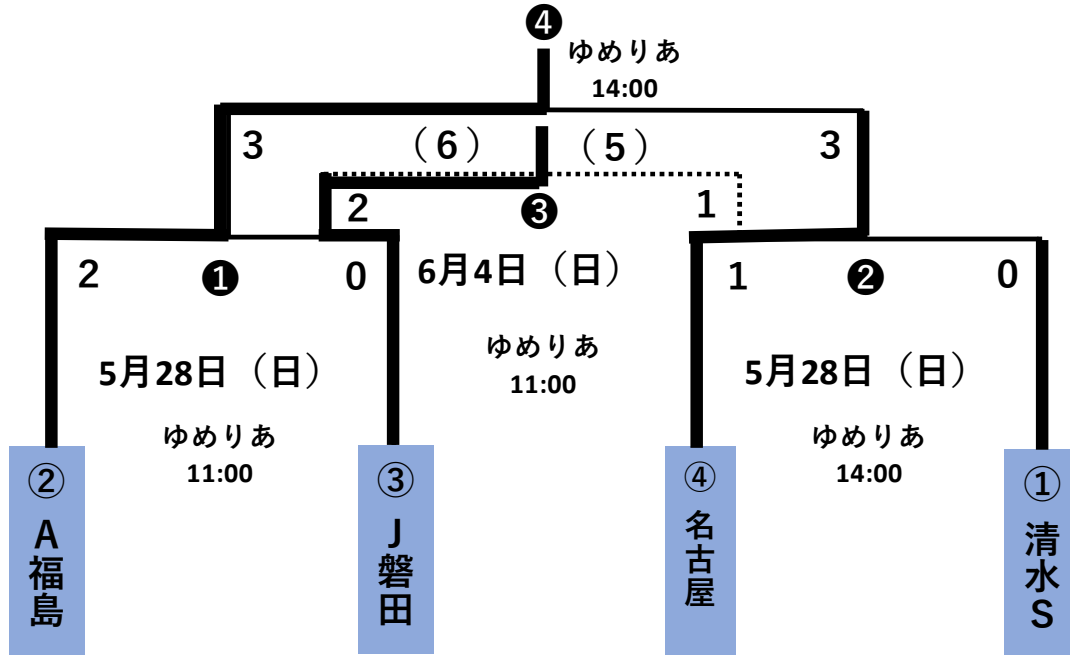 ❹
ゆめりあ
14:00
3 （6） （5） 3
2 ❸ 1
2 ❶ 0 6月4日（日） 1 ❷ 0
ゆめりあ
11:00
5月28日（日） 5月28日（日）
ゆめりあ ゆめりあ
11:00 14:00
②A福島
③J磐田
④名古屋
①清水S